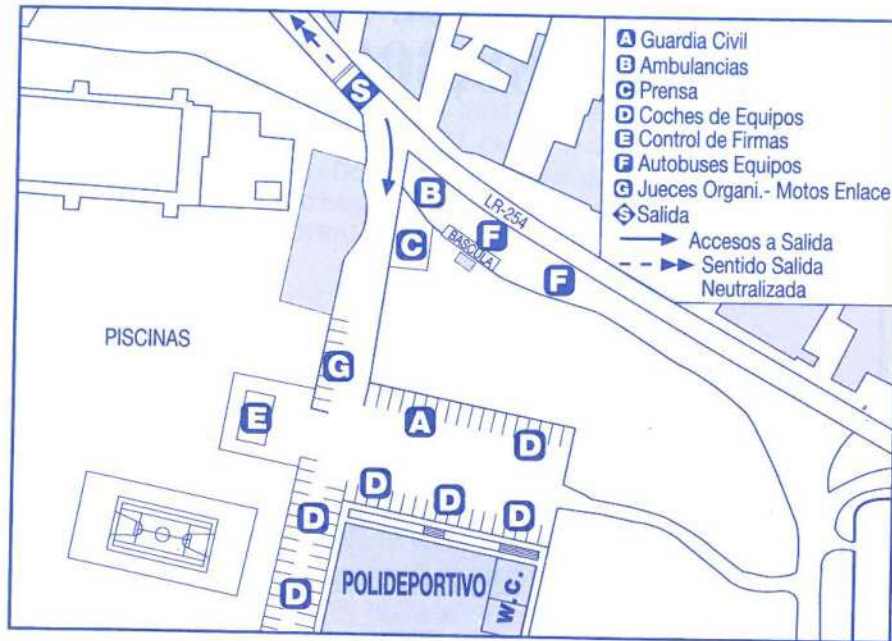 A Guardia Civil
B Ambulancias
C Prensa
D Coches de Equipos
E Control de Firmas
F Autobuses Equipos
G Jueces Organi.- Motos Enlace
S Salida
Accesos a Salida
Sentido Salida
Neutralizada
S
B
LR-254
F
C
BASCULA
F
PISCINAS
G
E
A
D
D
D
D
D
POLIDEPORTIVO
w.c.
D